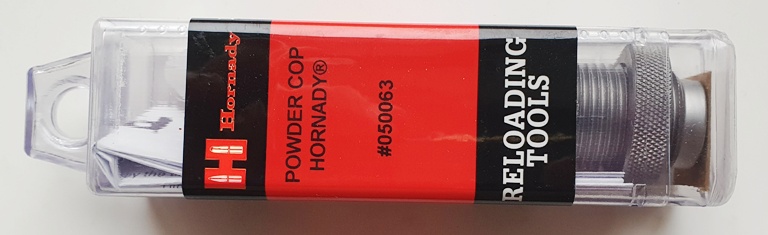 Hornady
POWDER COP
HORNADY®
#050063
RELOADING
TOOLS